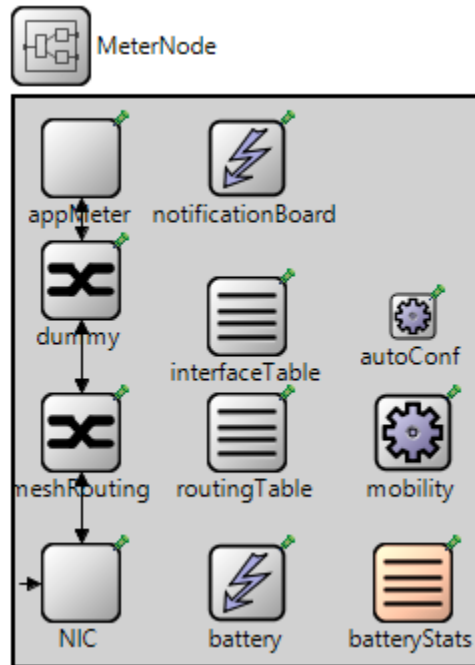 MeterNode
appMeter
notificationBoard
dummy
interfaceTable
autoConf
meshRouting
routingTable
mobility
NIC
battery
batteryStats